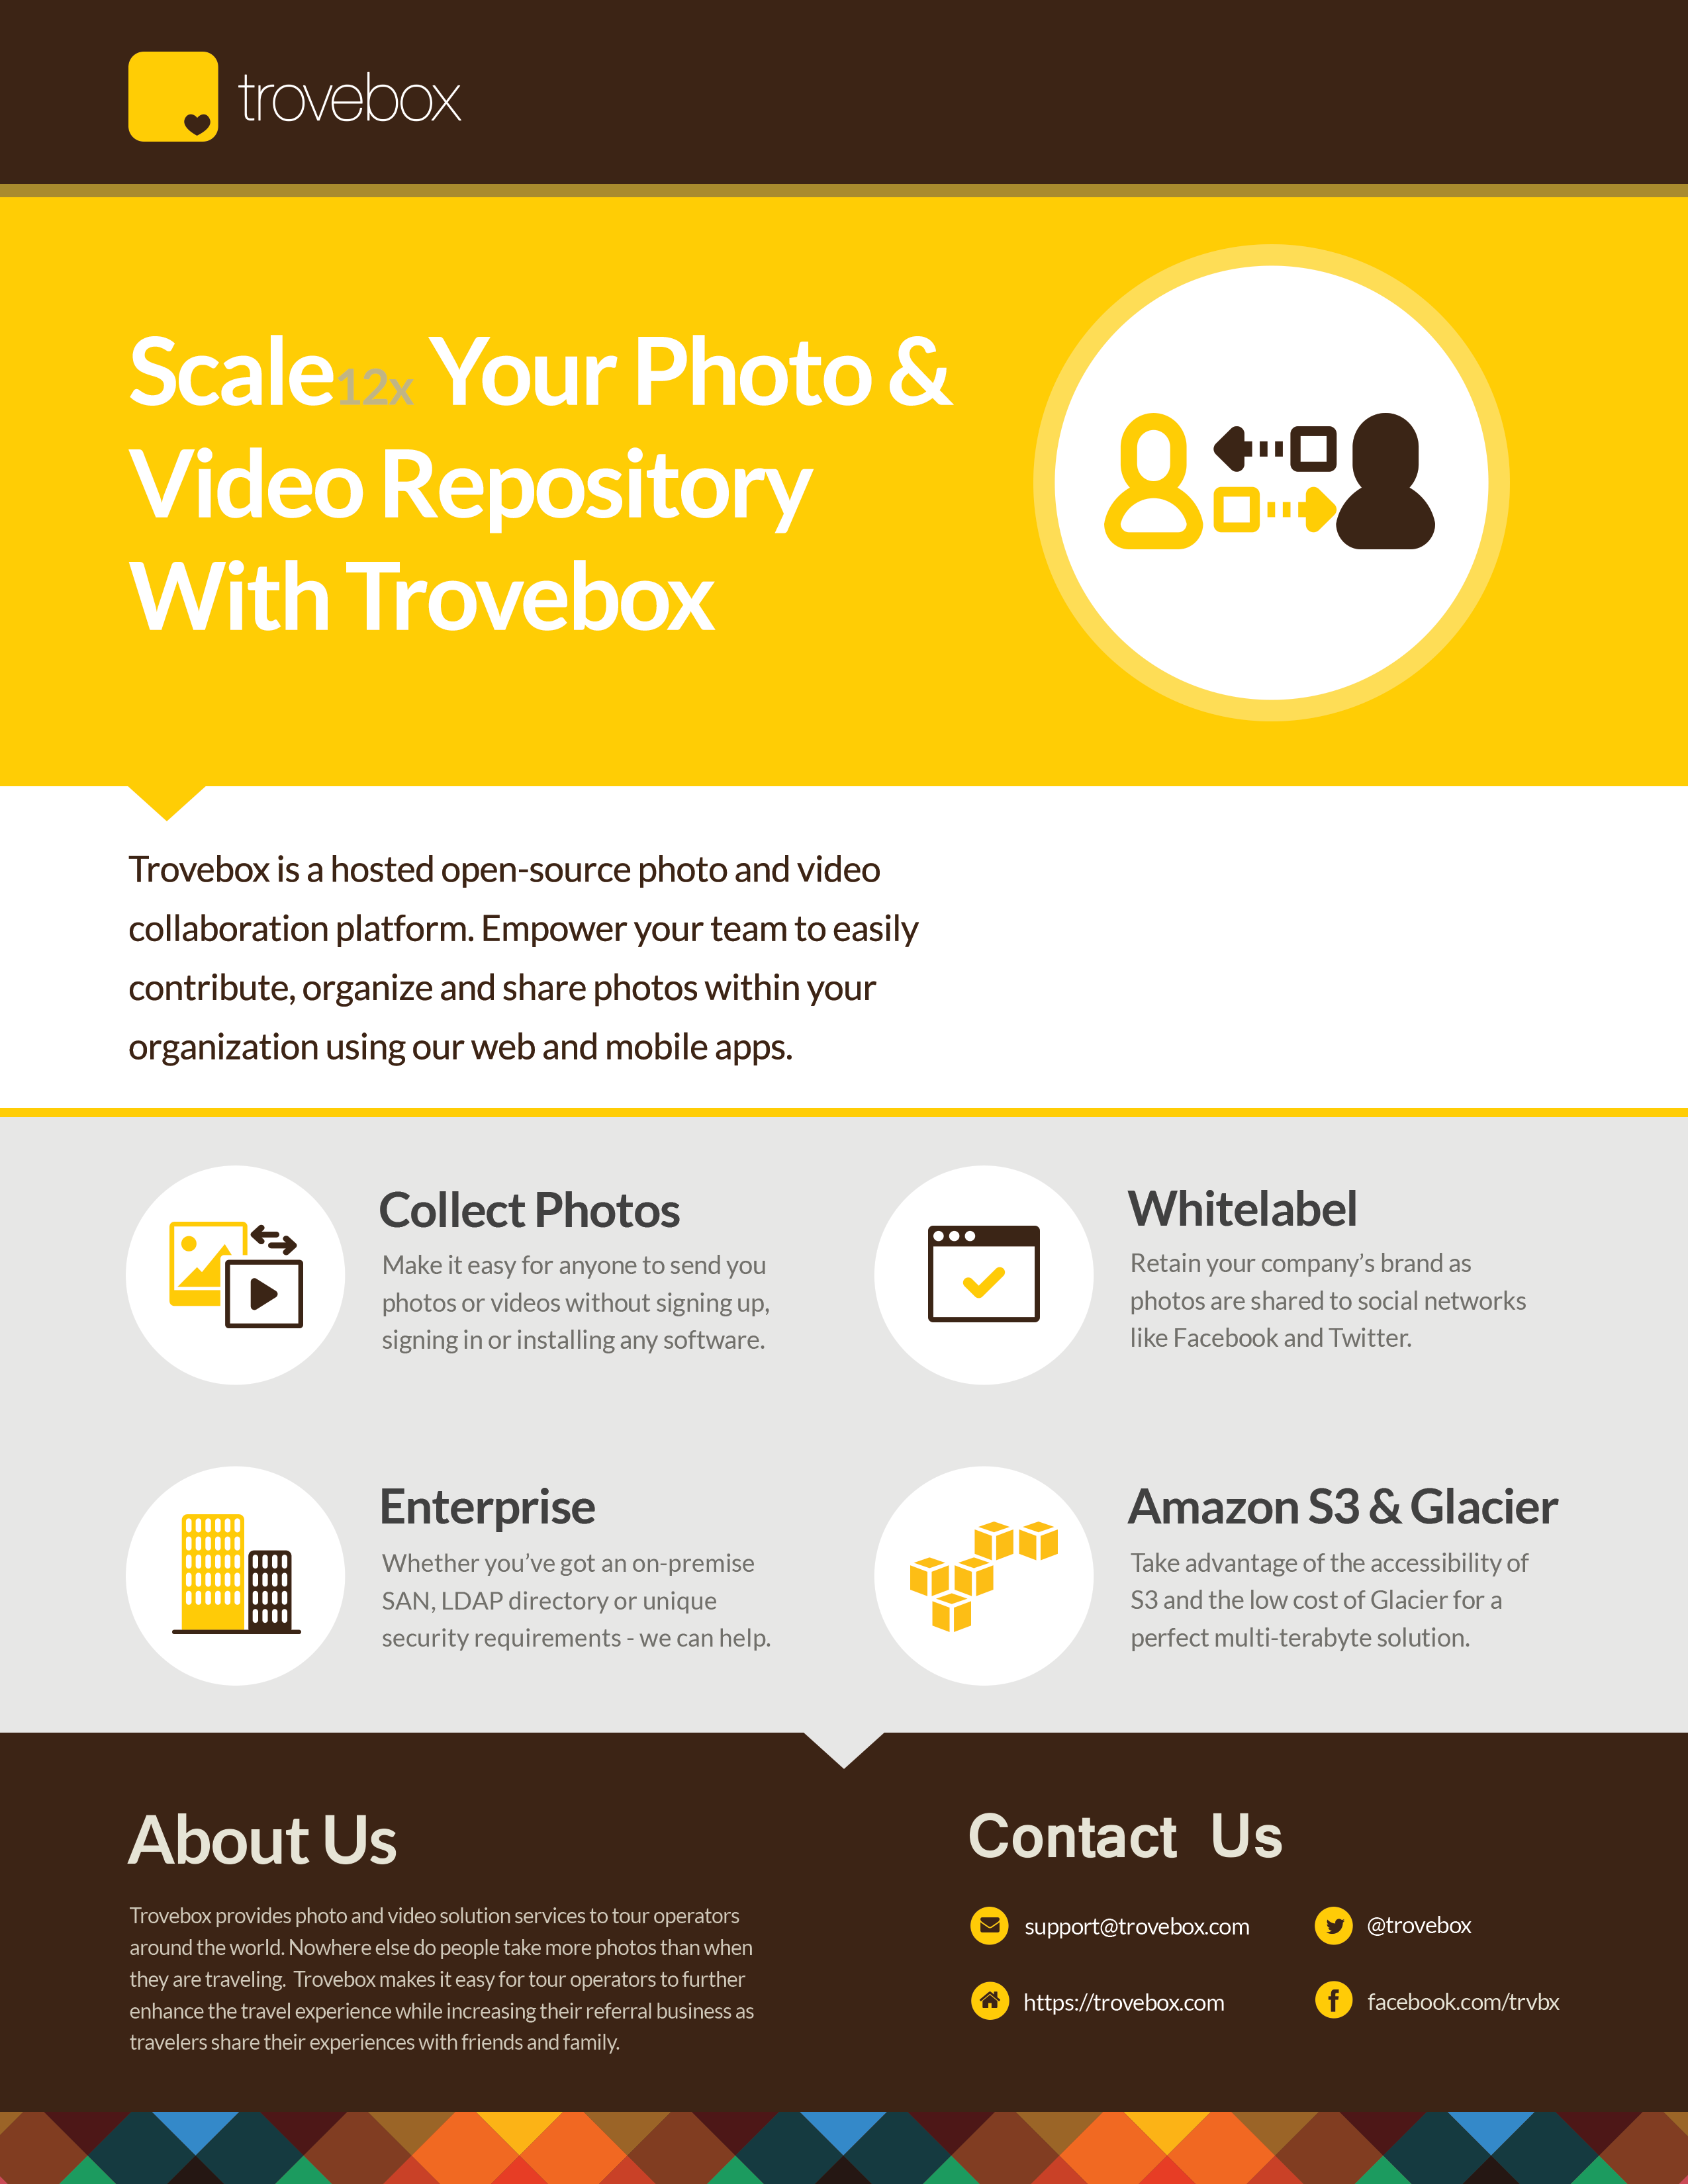 trovebox
Scale12x Your Photo &
Video Repository
With Trovebox
Trovebox is a hosted open-source photo and video
collaboration platform. Empower your team to easily
contribute, organize and share photos within your
organization using our web and mobile apps.
Collect Photos
Make it easy for anyone to send you
photos or videos without signing up,
signing in or installing any software.
Whitelabel
Retain your company’s brand as
photos are shared to social networks
like Facebook and Twitter.
Enterprise
Whether you’ve got an on-premise
SAN, LDAP directory or unique
security requirements - we can help.
Amazon S3 & Glacier
Take advantage of the accessibility of
S3 and the low cost of Glacier for a
perfect multi-terabyte solution.
About Us
Trovebox provides photo and video solution services to tour operators
around the world. Nowhere else do people take more photos than when
they are traveling.  Trovebox makes it easy for tour operators to further
enhance the travel experience while increasing their referral business as
travelers share their experiences with friends and family.
Contact Us
support@trovebox.com
@trovebox
https://trovebox.com
facebook.com/trvbx